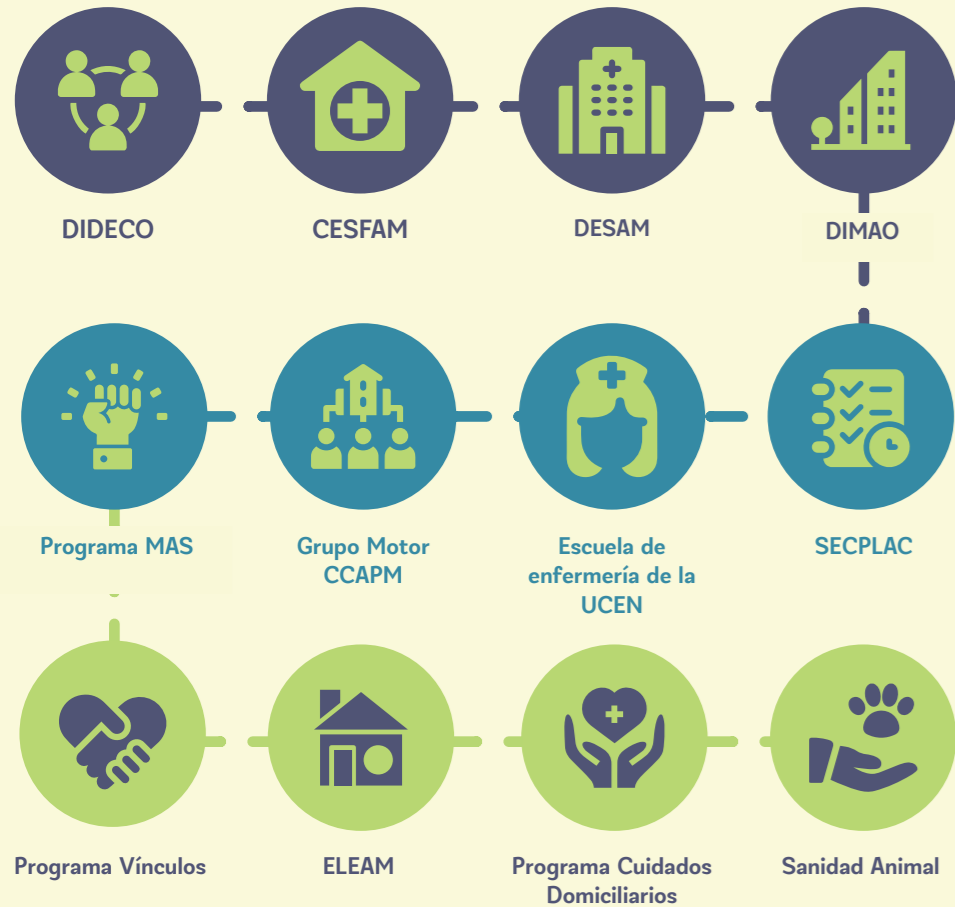 DIDECO
CESFAM
DESAM
DIMAO
Programa MAS
Grupo Motor
CCAPM
Escuela de
enfermería de la
UCEN
SECPLAC
Programa Vínculos
ELEAM
Programa Cuidados
Domiciliarios
Sanidad Animal